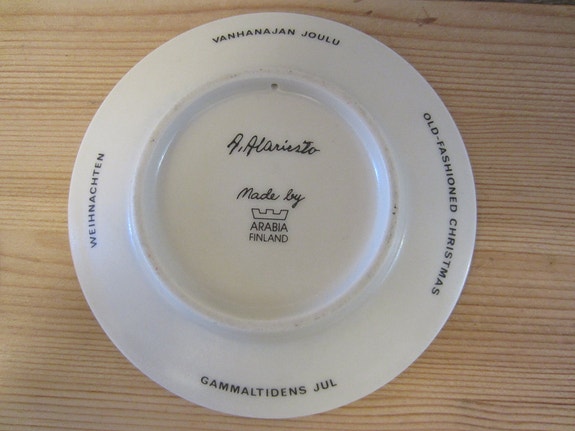 VANHANAJAN JOULU
OLD-FASHIONED CHRISTMAS
GAMMALTIDENS JUL
WEIHNACHTEN
A. Alariesto
Made by
ARABIA
FINLAND